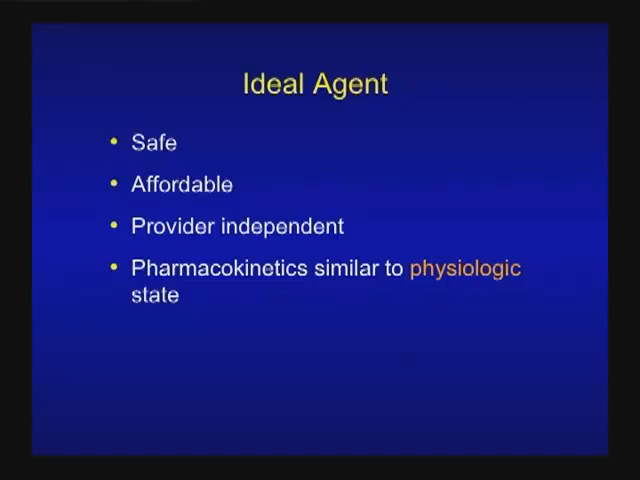 Ideal Agent
• Safe
• Affordable
• Provider independent
• Pharmacokinetics similar to physiologic
state